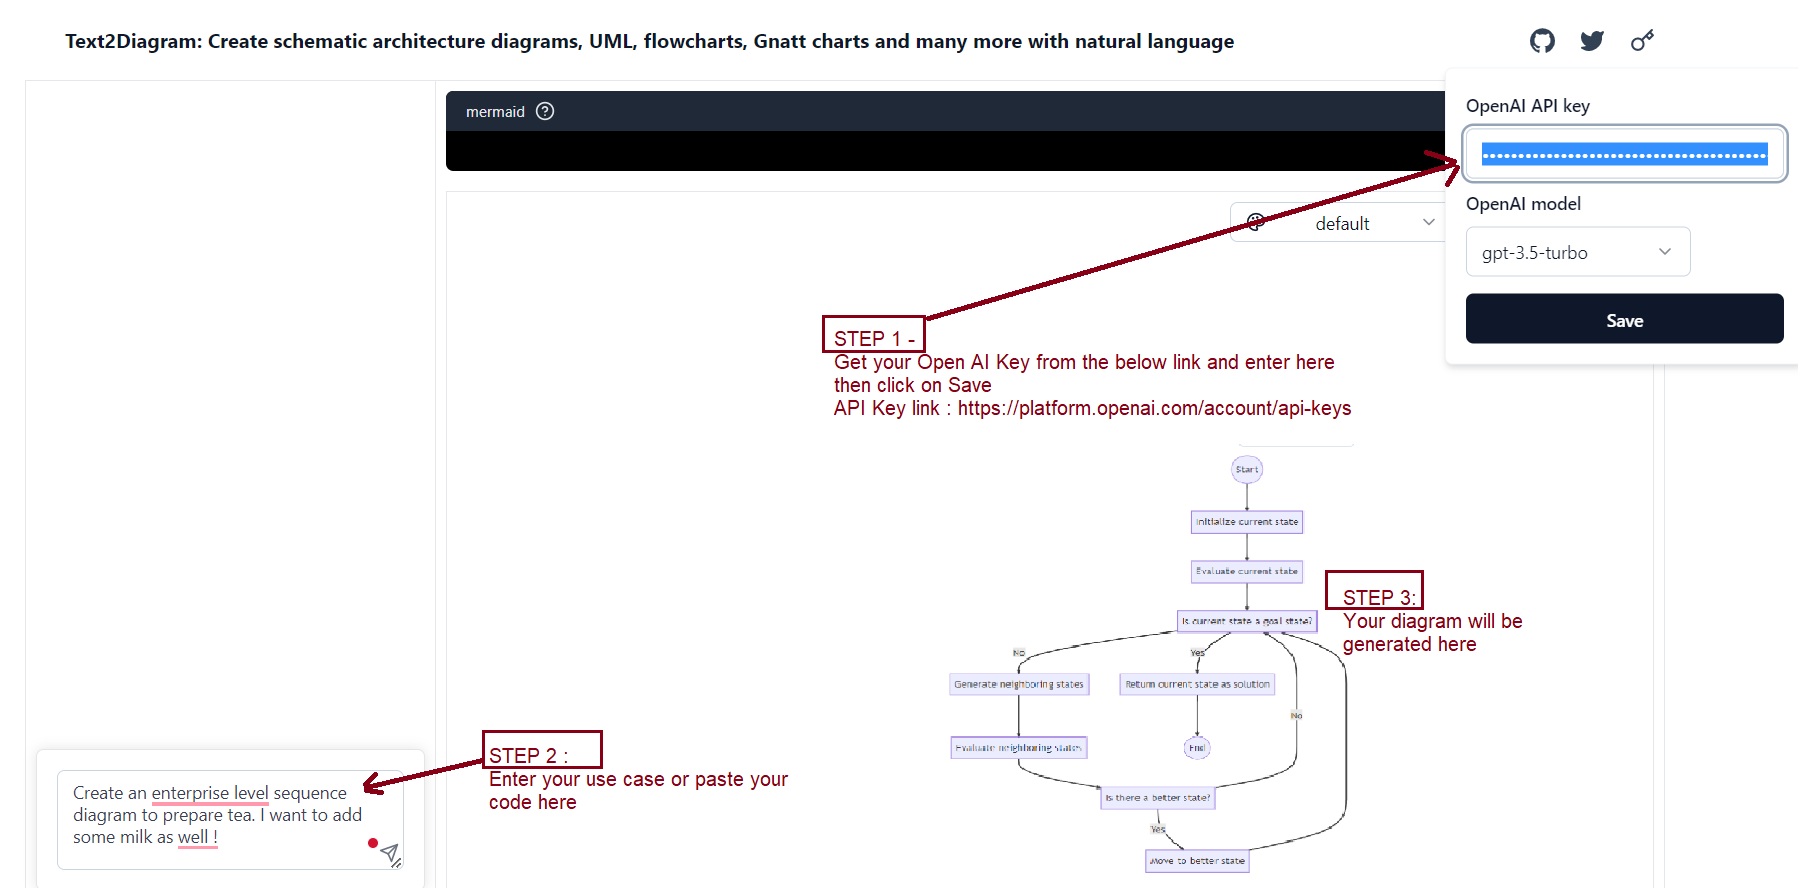 Text2Diagram: Create schematic architecture diagrams, UML, flowcharts, Gnatt charts and many more with natural language
mermaid
OpenAI API key
OpenAI model
gpt-3.5-turbo
Save
default
STEP 1 -
Get your Open AI Key from the below link and enter here
then click on Save
API Key link : https://platform.openai.com/account/api-keys
Start
Initialize current state
Evaluate current state
Is current state a goal state?
No
Yes
Generate neighboring states
Return current state as solution
No
Evaluate neighboring states
End
Is there a better state?
Yes
Move to better state
STEP 3:
Your diagram will be
generated here
STEP 2 :
Enter your use case or paste your
code here
Create an enterprise level sequence
diagram to prepare tea. I want to add
some milk as well !